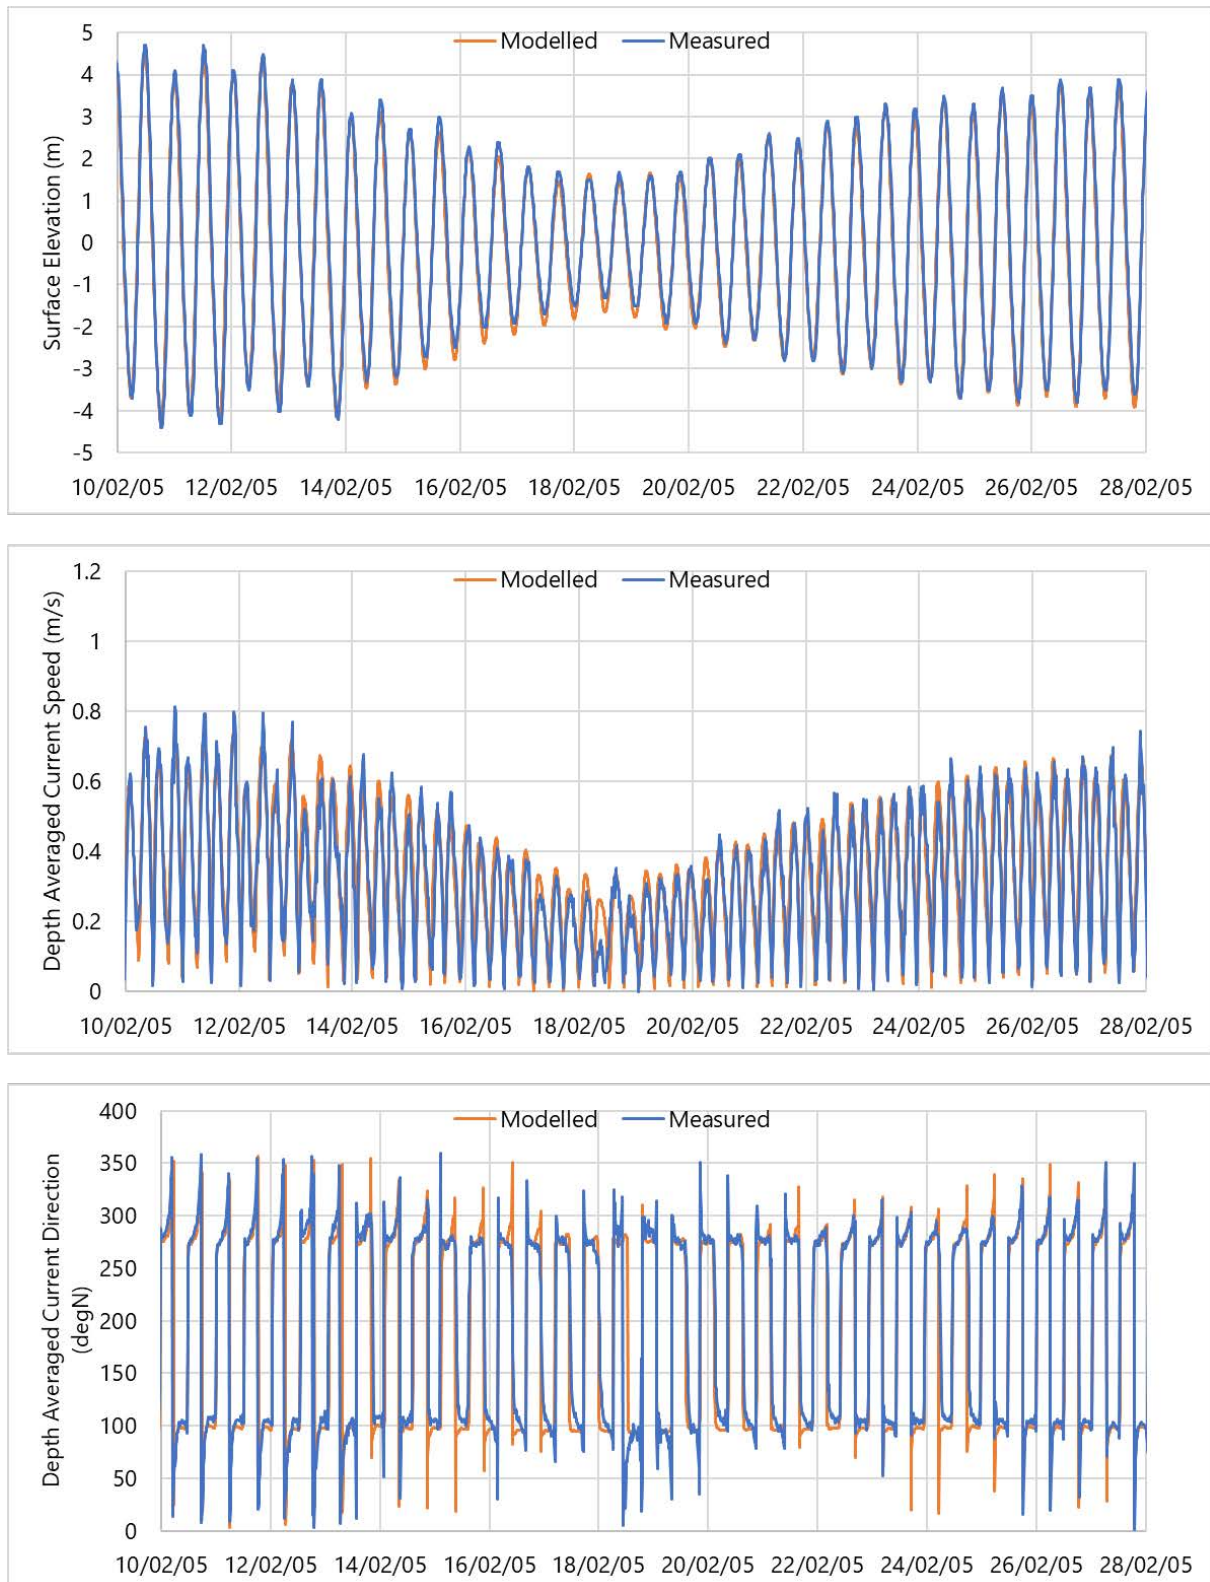 Modelled Measured
Surface Elevation (m)
5
4
3
2
1
0
-1
-2
-3
-4
-5
10/02/05 12/02/05 14/02/05 16/02/05 18/02/05 20/02/05 22/02/05 24/02/05 26/02/05 28/02/05
Modelled Measured
Depth Averaged Current Speed (m/s)
1.2
1
0.8
0.6
0.4
0.2
0
10/02/05 12/02/05 14/02/05 16/02/05 18/02/05 20/02/05 22/02/05 24/02/05 26/02/05 28/02/05
Modelled Measured
Depth Averaged Current Direction
(degN)
400
350
300
250
200
150
100
50
0
10/02/05 12/02/05 14/02/05 16/02/05 18/02/05 20/02/05 22/02/05 24/02/05 26/02/05 28/02/05